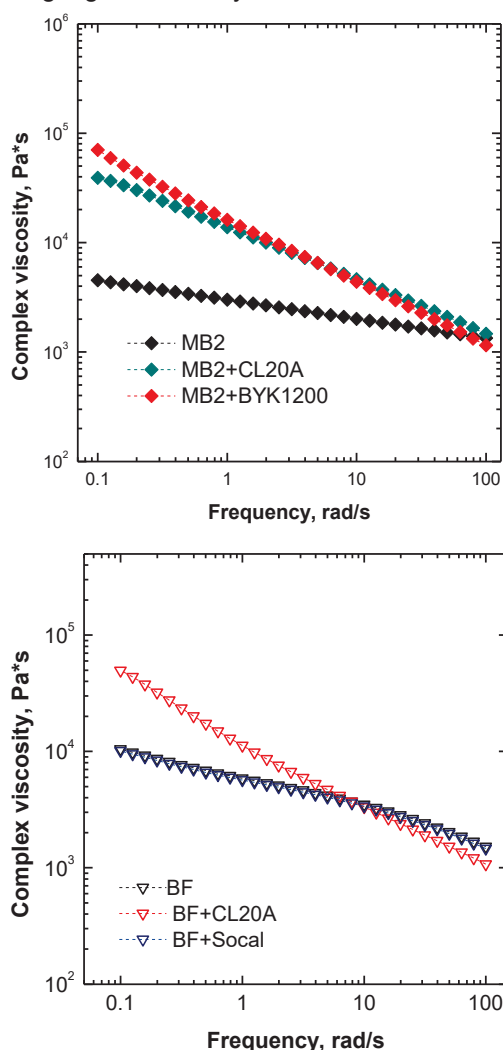 10^6
10^5
10^4
10^3
10^2
Complex viscosity, Pa*s
MB2
MB2+CL20A
MB2+BYK1200
0.1 1 10 100
Frequency, rad/s
10^5
10^4
10^3
10^2
Complex viscosity, Pa*s
BF
BF+CL20A
BF+Socal
0.1 1 10 100
Frequency, rad/s